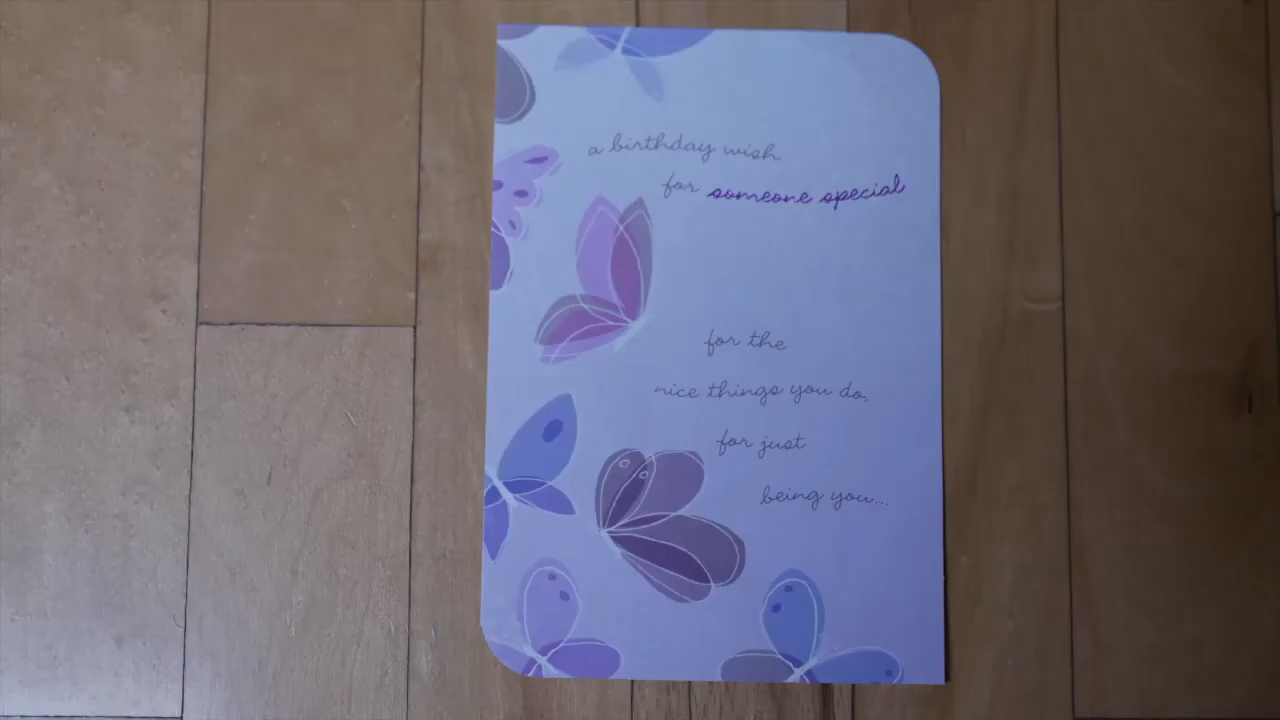 a birthday wish
for someone special
for the
nice things you do,
for just
being you...